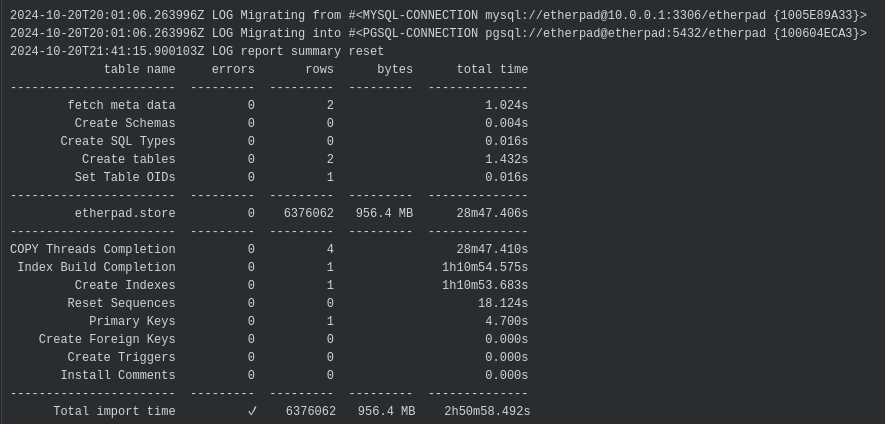 2024-10-20T20:01:06.263996Z LOG Migrating from #<MYSQL-CONNECTION mysql://etherpad@10.0.0.1:3306/etherpad {1005E89A33}>
2024-10-20T20:01:06.263996Z LOG Migrating into #<PGSQL-CONNECTION pgsql://etherpad@etherpad:5432/etherpad {100604ECA3}>
2024-10-20T21:41:15.900103Z LOG report summary reset
             table name     errors       rows      bytes      total time
-----------------------  ---------  ---------  ---------  --------------
        fetch meta data          0          2                     1.024s
         Create Schemas          0          0                     0.004s
       Create SQL Types          0          0                     0.016s
          Create tables          0          2                     1.432s
         Set Table OIDs          0          1                     0.016s
-----------------------  ---------  ---------  ---------  --------------
         etherpad.store          0    6376062   956.4 MB      28m47.406s
-----------------------  ---------  ---------  ---------  --------------
COPY Threads Completion          0          4                 28m47.410s
 Index Build Completion          0          1               1h10m54.575s
         Create Indexes          0          1               1h10m53.683s
        Reset Sequences          0          0                    18.124s
           Primary Keys          0          1                     4.700s
    Create Foreign Keys          0          0                     0.000s
        Create Triggers          0          0                     0.000s
       Install Comments          0          0                     0.000s
-----------------------  ---------  ---------  ---------  --------------
      Total import time          ✓    6376062   956.4 MB    2h50m58.492s